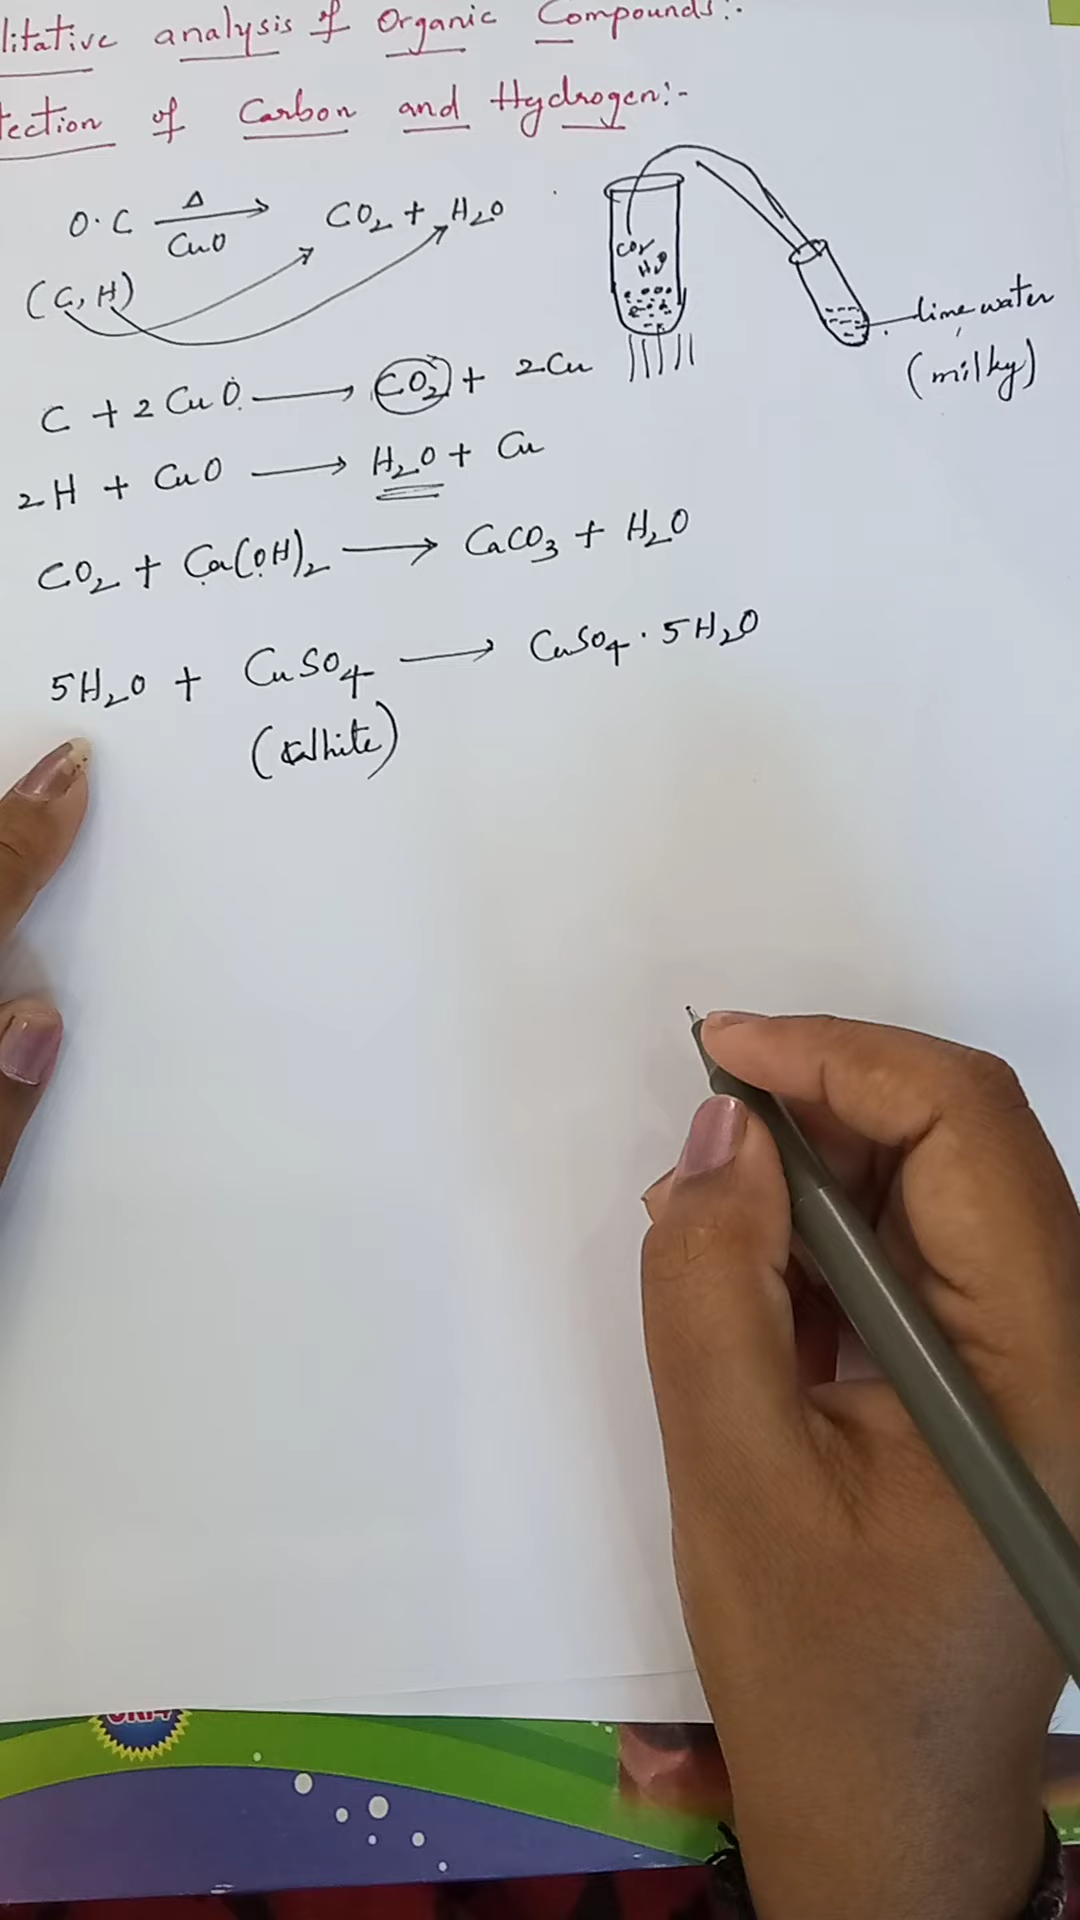 litative analysis of Organic Compounds:-
tection of Carbon and Hydrogen:-
O.C Δ CuO → CO₂ + H₂O
(C, H)
CO₂
H₂O
lime water
(milky)
C + 2CuO → CO₂ + 2Cu
2H + CuO → H₂O + Cu
CO₂ + Ca(OH)₂ → CaCO₃ + H₂O
5H₂O + CuSO₄ → CuSO₄ . 5H₂O
(White)